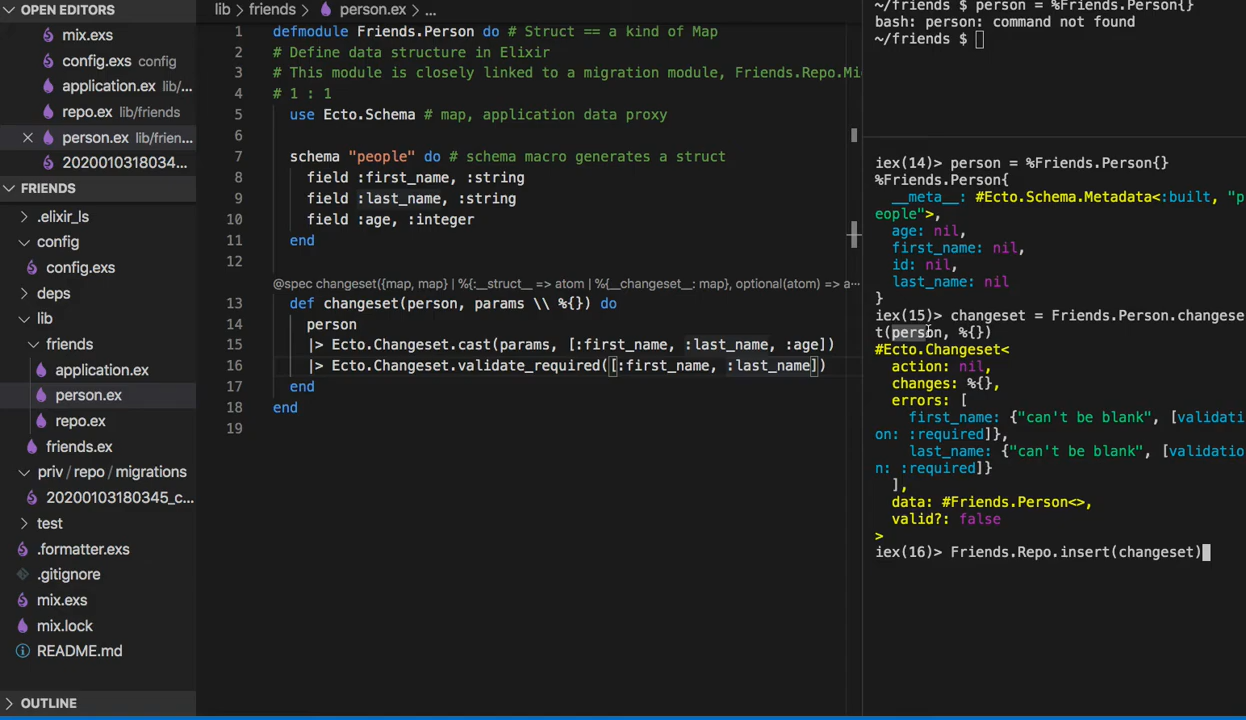 OPEN EDITORS
mix.exs
config.exs config
application.ex lib/...
repo.ex lib/friends
person.ex lib/frien...
2020010318034...
FRIENDS
.elixir_ls
config
config.exs
deps
lib
friends
application.ex
person.ex
repo.ex
friends.ex
priv / repo / migrations
20200103180345_c...
test
.formatter.exs
.gitignore
mix.exs
mix.lock
README.md
OUTLINE
lib > friends > person.ex > ...
1 defmodule Friends.Person do # Struct == a kind of Map
2 # Define data structure in Elixir
3 # This module is closely linked to a migration module, Friends.Repo.Mi
4 # 1 : 1
5 use Ecto.Schema # map, application data proxy
6
7 schema "people" do # schema macro generates a struct
8 field :first_name, :string
9 field :last_name, :string
10 field :age, :integer
11 end
12
@spec changeset({map, map} | %{:__struct__ => atom | %{__changeset__: map}, optional(atom) => a...
13 def changeset(person, params \\ %{}) do
14 person
15 |> Ecto.Changeset.cast(params, [:first_name, :last_name, :age])
16 |> Ecto.Changeset.validate_required([:first_name, :last_name])
17 end
18 end
19
~/friends $ person = %Friends.Person{}
bash: person: command not found
~/friends $
iex(14)> person = %Friends.Person{}
%Friends.Person{
__meta__: #Ecto.Schema.Metadata<:built, "p
eople">,
age: nil,
first_name: nil,
id: nil,
last_name: nil
}
iex(15)> changeset = Friends.Person.changese
t(person, %{})
#Ecto.Changeset<
action: nil,
changes: %{},
errors: [
first_name: {"can't be blank", [validati
on: :required]},
last_name: {"can't be blank", [validatio
n: :required]}
],
data: #Friends.Person<>,
valid?: false
>
iex(16)> Friends.Repo.insert(changeset)